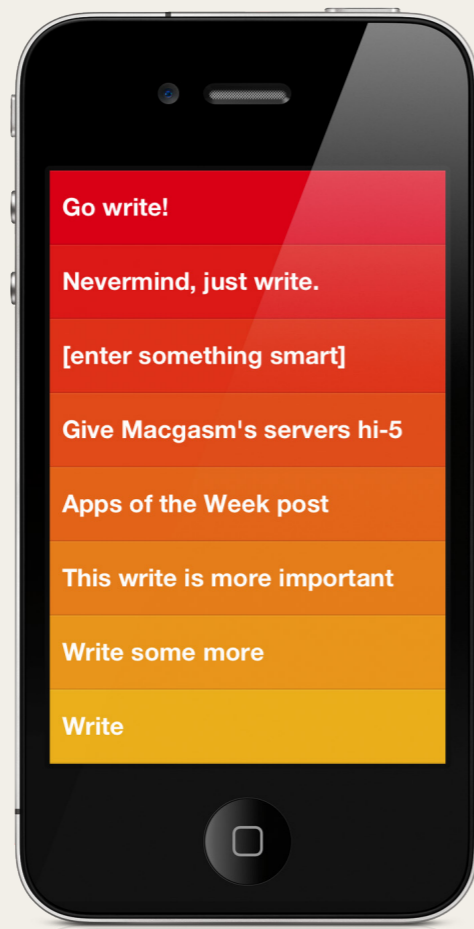 Go write!
Nevermind, just write.
[enter something smart]
Give Macgasm's servers hi-5
Apps of the Week post
This write is more important
Write some more
Write